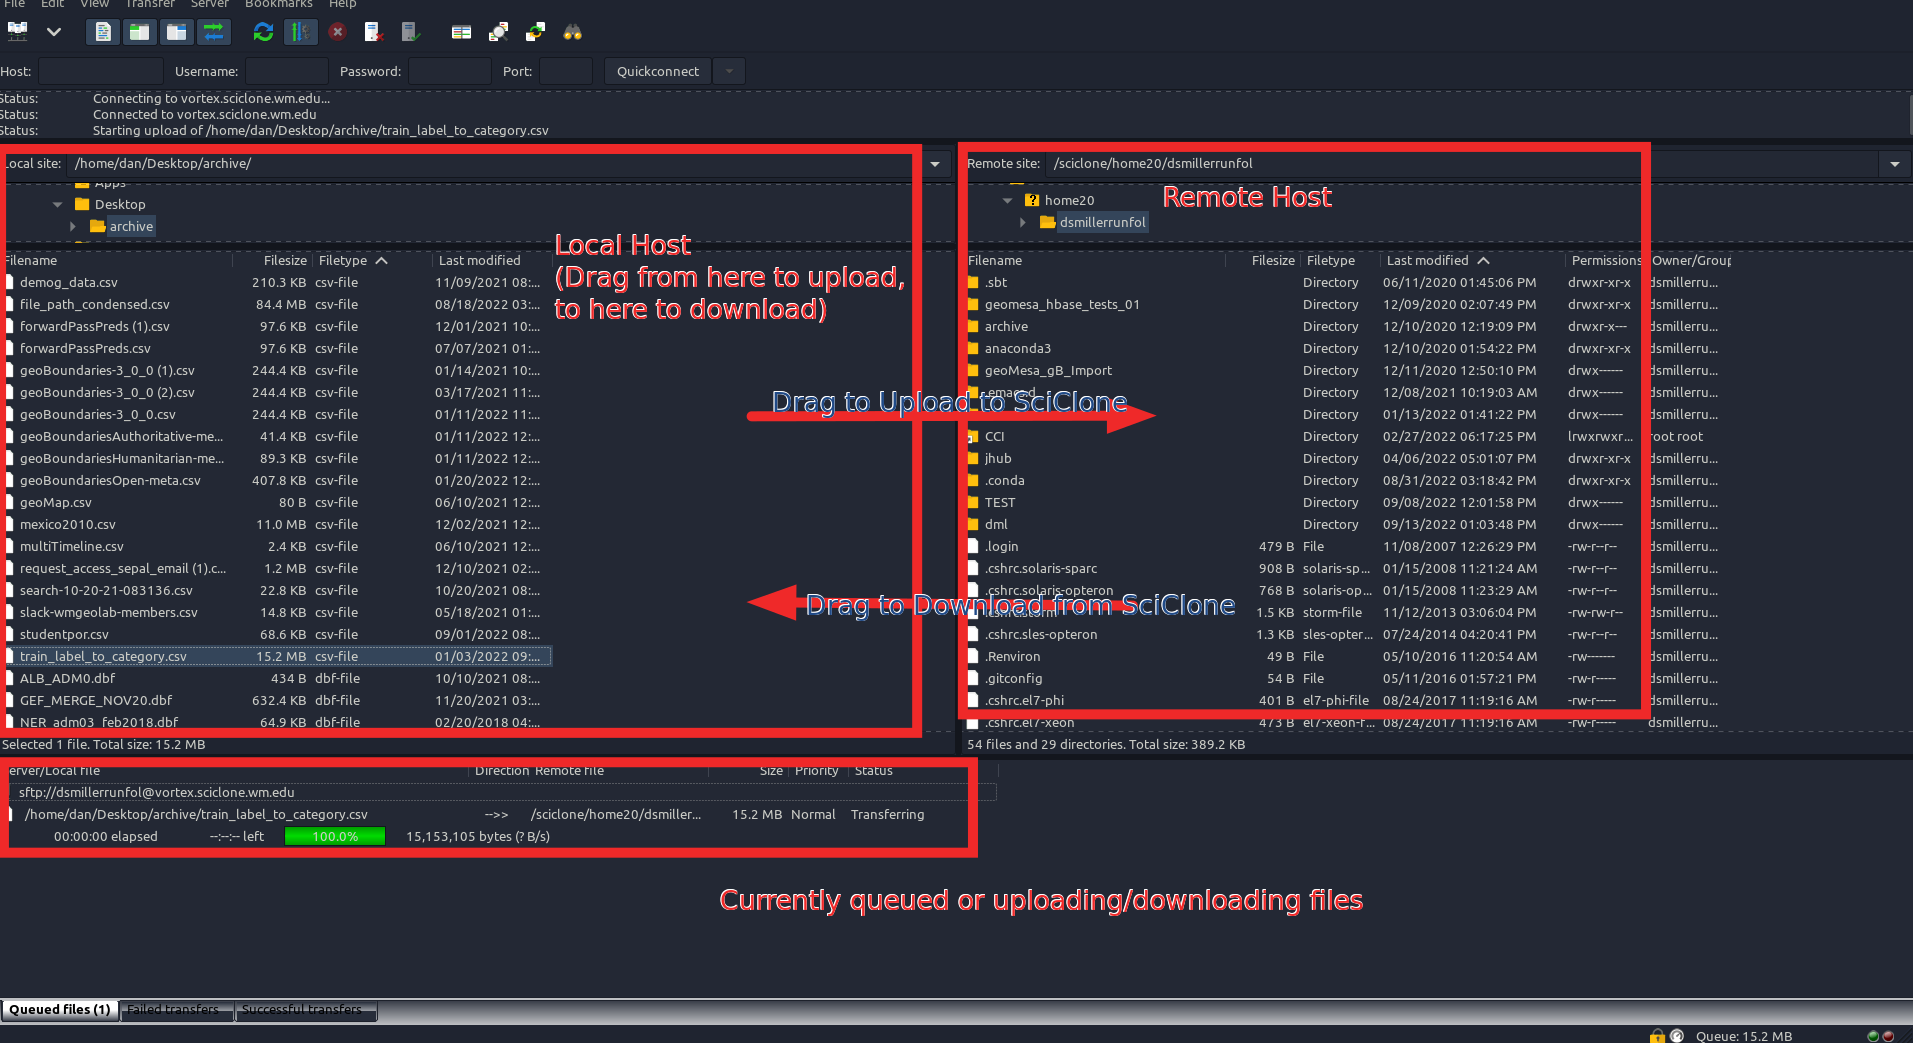 File Edit View Transfer Server Bookmarks Help
Host: Username: Password: Port: Quickconnect
Status: Connecting to vortex.sciclone.wm.edu...
Status: Connected to vortex.sciclone.wm.edu
Status: Starting upload of /home/dan/Desktop/archive/train_label_to_category.csv
Local site: /home/dan/Desktop/archive/
Apps
Desktop
archive
Local Host
(Drag from here to upload,
to here to download)
Filename Filesize Filetype Last modified
demog_data.csv 210.3 KB csv-file 11/09/2021 08:...
file_path_condensed.csv 84.4 MB csv-file 08/18/2022 03:...
forwardPassPreds (1).csv 97.6 KB csv-file 12/01/2021 10:...
forwardPassPreds.csv 97.6 KB csv-file 07/07/2021 01:...
geoBoundaries-3_0_0 (1).csv 244.4 KB csv-file 01/14/2021 10:...
geoBoundaries-3_0_0 (2).csv 244.4 KB csv-file 03/17/2021 11:...
geoBoundaries-3_0_0.csv 244.4 KB csv-file 01/11/2022 11:...
geoBoundariesAuthoritative-me... 41.4 KB csv-file 01/11/2022 12:...
geoBoundariesHumanitarian-me... 89.3 KB csv-file 01/11/2022 12:...
geoBoundariesOpen-meta.csv 407.8 KB csv-file 01/20/2022 12:...
geoMap.csv 80 B csv-file 06/10/2021 12:...
mexico2010.csv 11.0 MB csv-file 12/02/2021 12:...
multiTimeline.csv 2.4 KB csv-file 06/10/2021 12:...
request_access_sepal_email (1).c... 1.2 MB csv-file 12/10/2021 02:...
search-10-20-21-083136.csv 22.8 KB csv-file 10/20/2021 08:...
slack-wmgeolab-members.csv 14.8 KB csv-file 05/18/2021 01:...
studentpor.csv 68.6 KB csv-file 09/01/2022 08:...
train_label_to_category.csv 15.2 MB csv-file 01/03/2022 09:...
ALB_ADM0.dbf 434 B dbf-file 10/10/2021 08:...
GEF_MERGE_NOV20.dbf 632.4 KB dbf-file 11/20/2021 03:...
NER_adm03_feb2018.dbf 64.9 KB dbf-file 02/20/2018 04:...
Selected 1 file. Total size: 15.2 MB
Drag to Upload to SciClone
Drag to Download from SciClone
Remote site: /sciclone/home20/dsmillerrunfol
Remote Host
home20
dsmillerrunfol
Filename Filesize Filetype Last modified Permissions Owner/Group
.sbt Directory 06/11/2020 01:45:06 PM drwxr-xr-x dsmillerru...
geomesa_hbase_tests_01 Directory 12/09/2020 02:07:49 PM drwxr-xr-x dsmillerru...
archive Directory 12/10/2020 12:19:09 PM drwxr-x--- dsmillerru...
anaconda3 Directory 12/10/2020 01:54:22 PM drwxr-xr-x dsmillerru...
geoMesa_gB_Import Directory 12/11/2020 12:50:10 PM drwx------ dsmillerru...
.emacs.d Directory 12/08/2021 10:19:03 AM drwx------ dsmillerru...
Directory 01/13/2022 01:41:22 PM drwx------ dsmillerru...
CCI Directory 02/27/2022 06:17:25 PM lrwxrwxr... root root
jhub Directory 04/06/2022 05:01:07 PM drwxr-xr-x dsmillerru...
.conda Directory 08/31/2022 03:18:42 PM drwxr-xr-x dsmillerru...
TEST Directory 09/08/2022 12:01:58 PM drwx------ dsmillerru...
dml Directory 09/13/2022 01:03:48 PM drwx------ dsmillerru...
.login 479 B File 11/08/2007 12:26:29 PM -rw-r--r-- dsmillerru...
.cshrc.solaris-sparc 908 B solaris-sp... 01/15/2008 11:21:24 AM -rw-r--r-- dsmillerru...
.cshrc.solaris-opteron 768 B solaris-op... 01/15/2008 11:23:29 AM -rw-r--r-- dsmillerru...
.cshrc.storm 1.5 KB storm-file 11/12/2013 03:06:04 PM -rw-rw-r-- dsmillerru...
.cshrc.sles-opteron 1.3 KB sles-opter... 07/24/2014 04:20:41 PM -rw-r--r-- dsmillerru...
.Renviron 49 B File 05/10/2016 11:20:54 AM -rw------- dsmillerru...
.gitconfig 54 B File 05/11/2016 01:57:21 PM -rw-r----- dsmillerru...
.cshrc.el7-phi 401 B el7-phi-file 08/24/2017 11:19:16 AM -rw-r----- dsmillerru...
.cshrc.el7-xeon 473 B el7-xeon-f... 08/24/2017 11:19:16 AM -rw-r----- dsmillerru...
54 files and 29 directories. Total size: 389.2 KB
Server/Local file Direction Remote file Size Priority Status
sftp://dsmillerrunfol@vortex.sciclone.wm.edu
/home/dan/Desktop/archive/train_label_to_category.csv -->> /sciclone/home20/dsmiller... 15.2 MB Normal Transferring
00:00:00 elapsed --:--:-- left 100.0% 15,153,105 bytes (? B/s)
Currently queued or uploading/downloading files
Queued files (1) Failed transfers Successful transfers
Queue: 15.2 MB